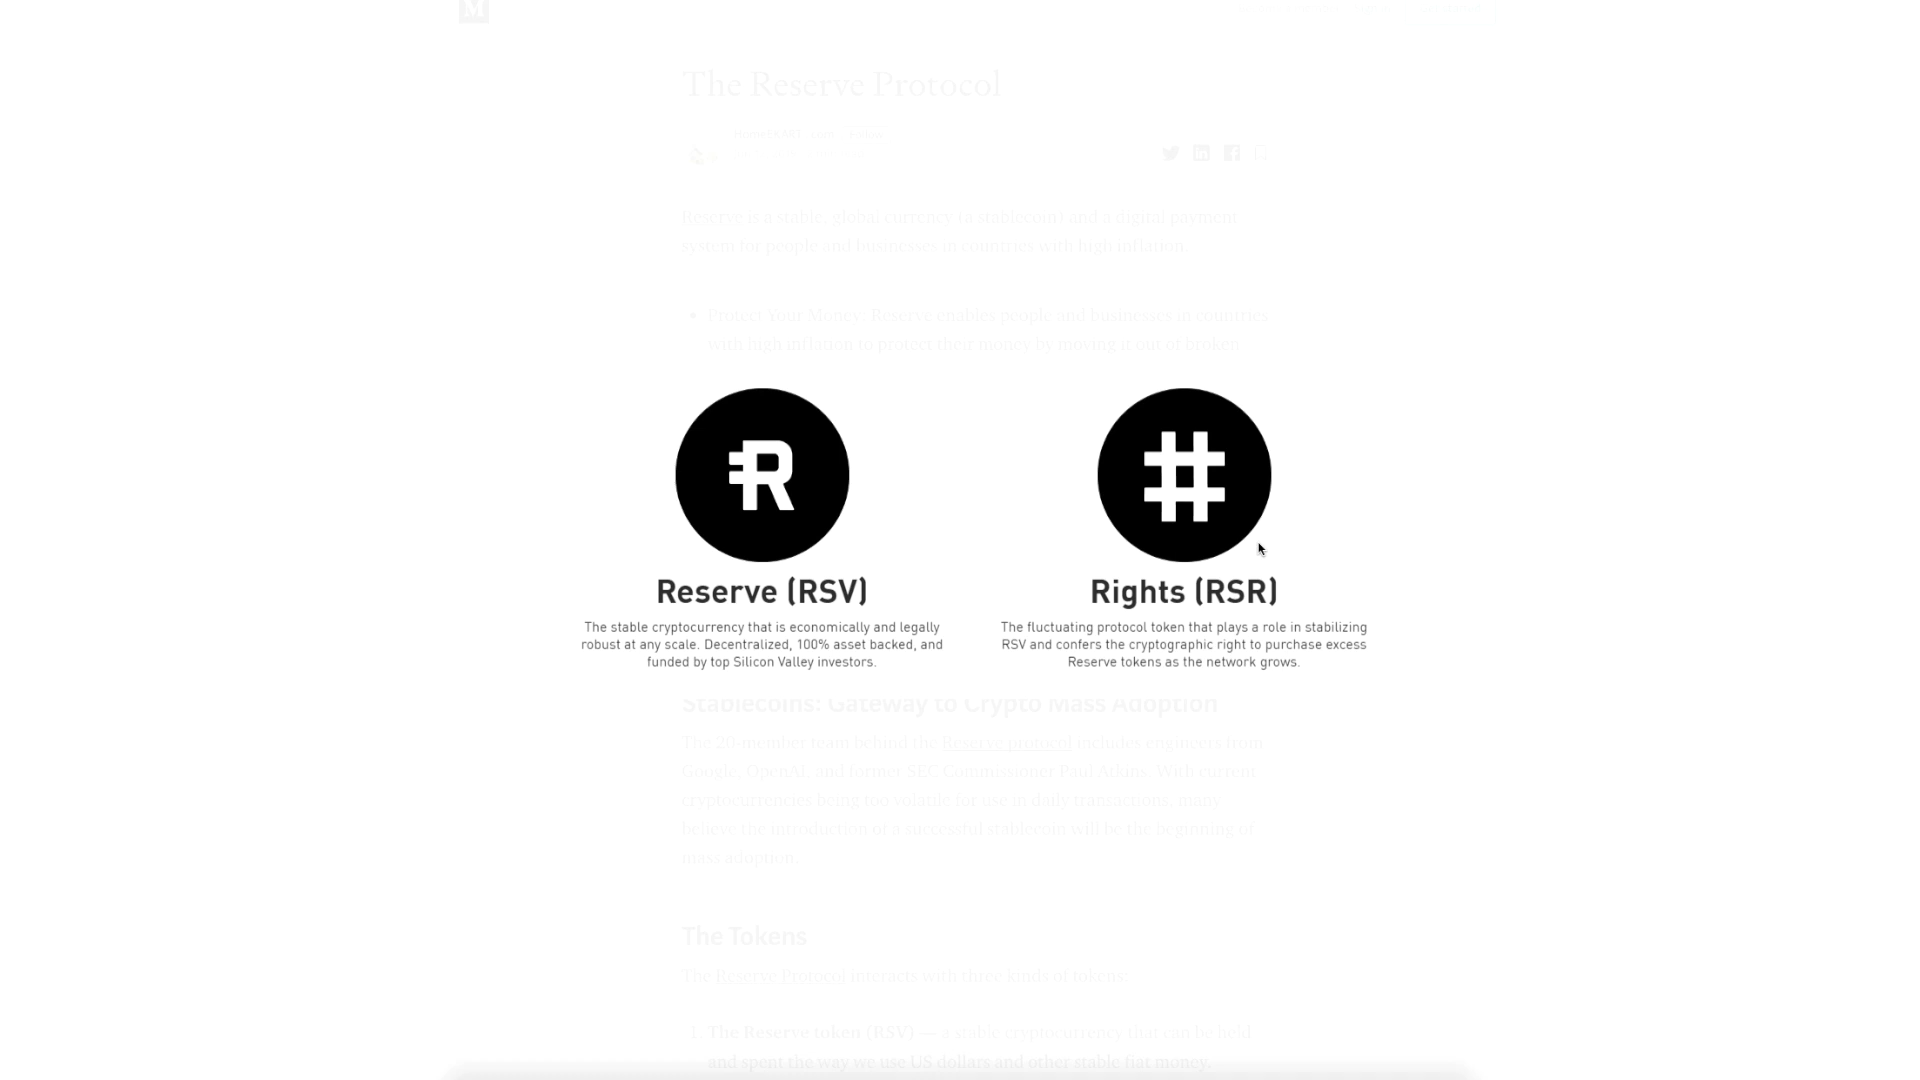 M
The Reserve Protocol
Reserve is a stable, global currency (a stablecoin) and a digital payment
system for people and businesses in countries with high inflation.
• Protect Your Money: Reserve enables people and businesses in countries
with high inflation to protect their money by moving it out of broken
R
Reserve (RSV)
The stable cryptocurrency that is economically and legally
robust at any scale. Decentralized, 100% asset backed, and
funded by top Silicon Valley investors.
#
Rights (RSR)
The fluctuating protocol token that plays a role in stabilizing
RSV and confers the cryptographic right to purchase excess
Reserve tokens as the network grows.
Stablecoins: Gateway to Crypto Mass Adoption
The 20-member team behind the Reserve protocol includes engineers from
Google, OpenAI, and former SEC Commissioner Paul Atkins. With current
cryptocurrencies being too volatile for use in daily transactions, many
believe the introduction of a successful stablecoin will be the beginning of
mass adoption.
The Tokens
The Reserve Protocol interacts with three kinds of tokens:
1. The Reserve token (RSV) — a stable cryptocurrency that can be held
and spent the way we use US dollars and other stable fiat money.